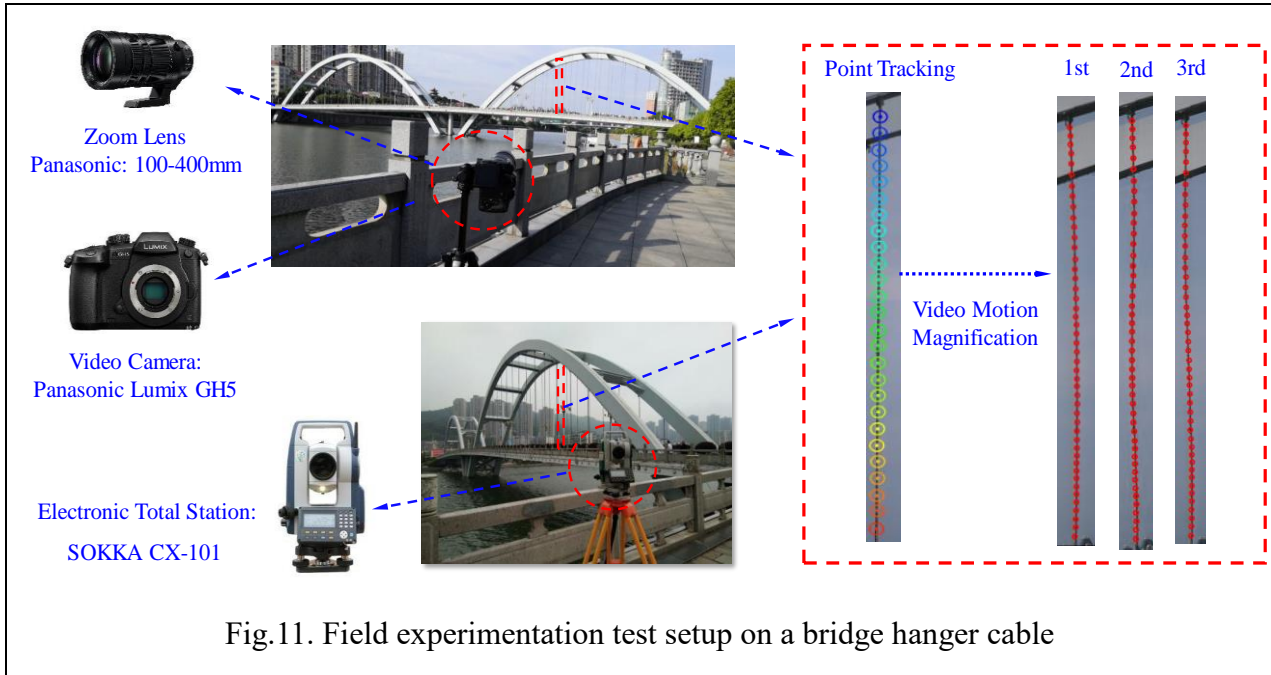 Zoom Lens
Panasonic: 100-400mm
LUMIX
Video Camera:
Panasonic Lumix GH5
Electronic Total Station:
SOKKA CX-101
Point Tracking
1st
2nd
3rd
Video Motion
Magnification
Fig.11. Field experimentation test setup on a bridge hanger cable